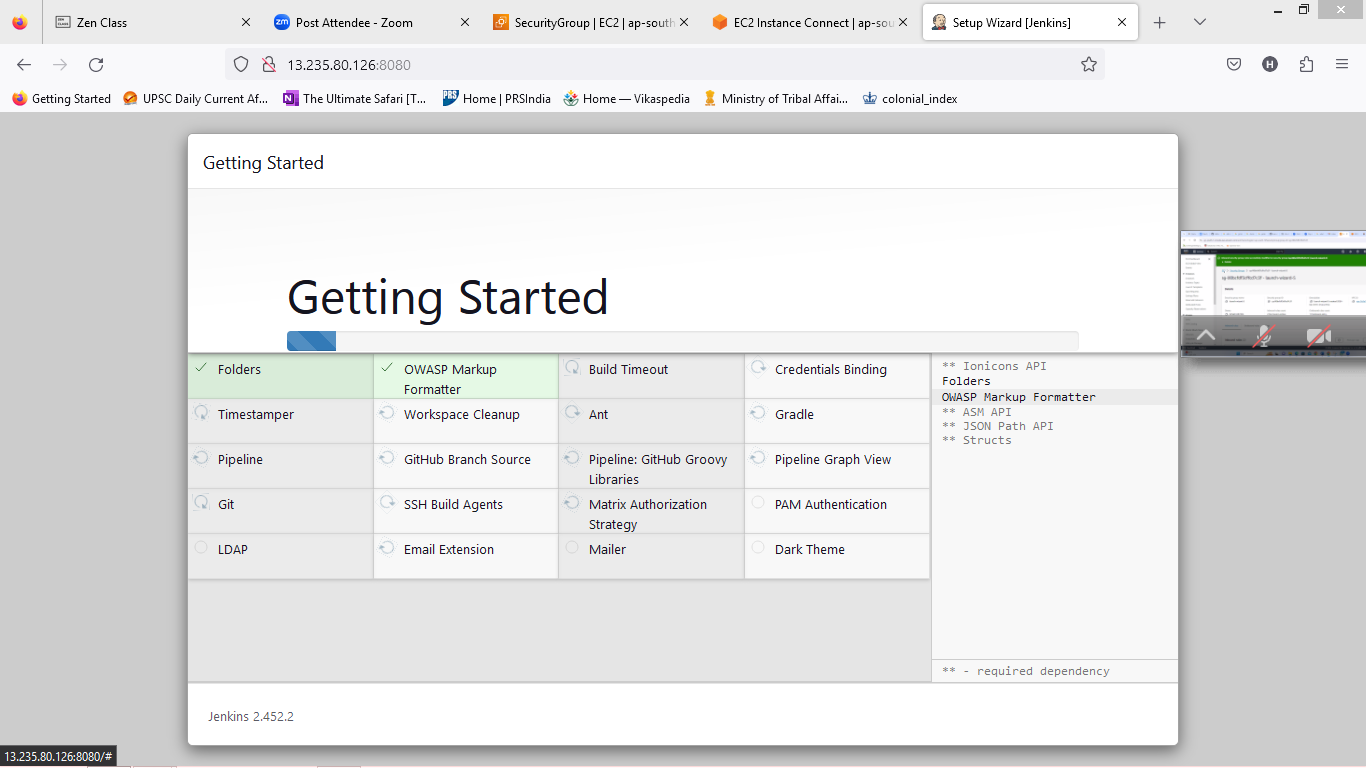 Zen Class
Post Attendee - Zoom
SecurityGroup | EC2 | ap-south
EC2 Instance Connect | ap-sou
Setup Wizard [Jenkins]
13.235.80.126:8080
H
Getting Started
UPSC Daily Current Af...
The Ultimate Safari [T...
Home | PRSIndia
Home — Vikaspedia
Ministry of Tribal Affai...
colonial_index
Getting Started
Getting Started
Folders
OWASP Markup
Formatter
Build Timeout
Credentials Binding
Timestamper
Workspace Cleanup
Ant
Gradle
Pipeline
GitHub Branch Source
Pipeline: GitHub Groovy
Libraries
Pipeline Graph View
Git
SSH Build Agents
Matrix Authorization
Strategy
PAM Authentication
LDAP
Email Extension
Mailer
Dark Theme
** Ionicons API
Folders
OWASP Markup Formatter
** ASM API
** JSON Path API
** Structs
** - required dependency
Jenkins 2.452.2
13.235.80.126:8080/#